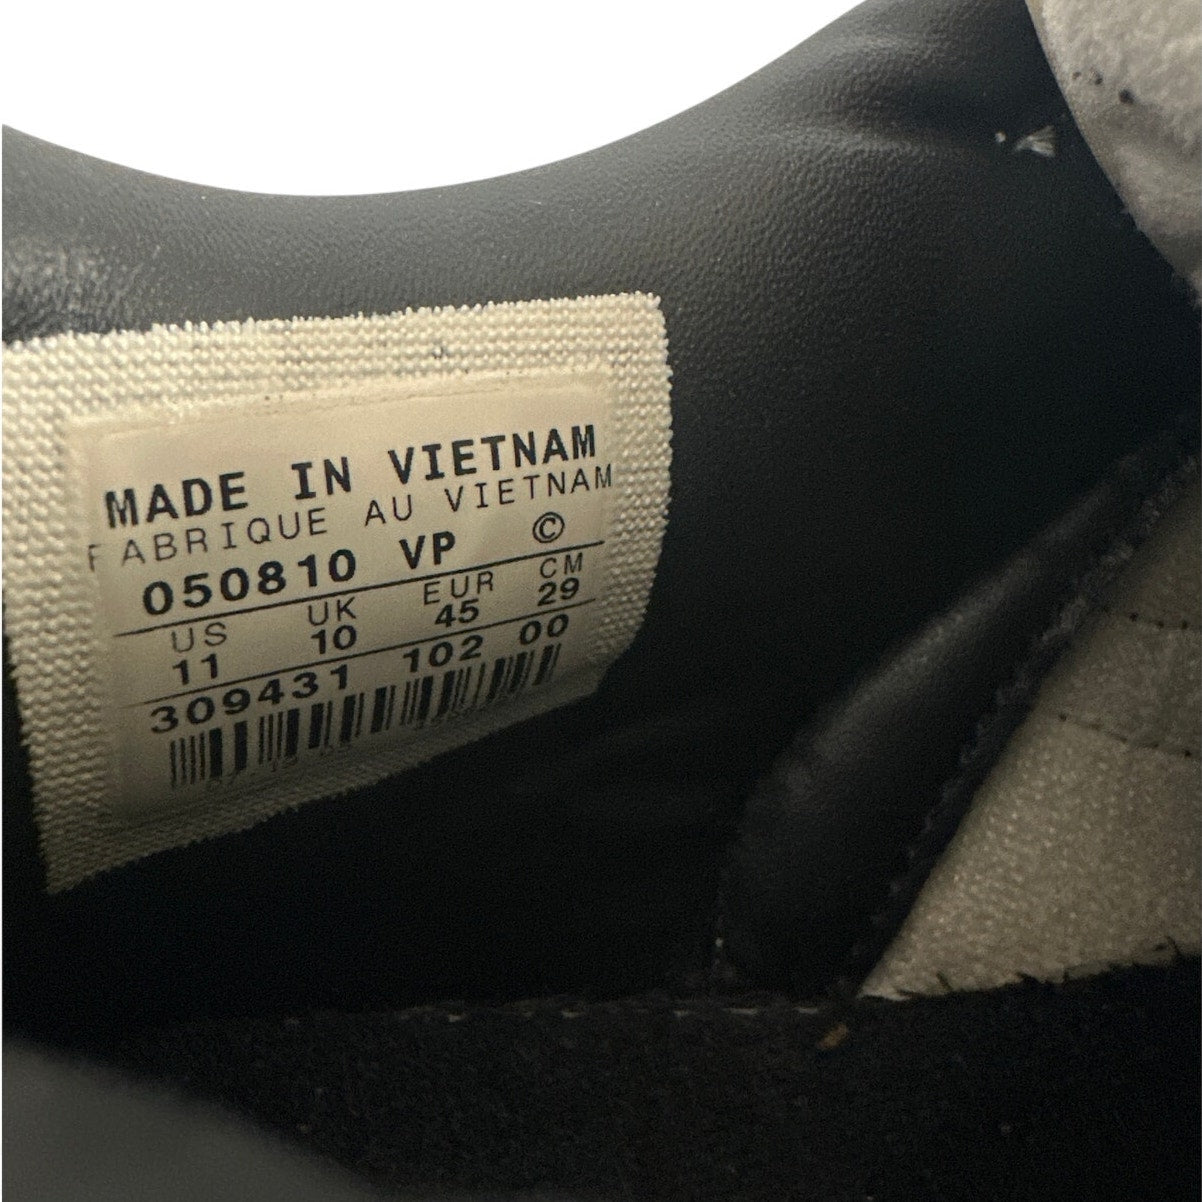 MADE IN VIETNAM
FABRIQUE AU VIETNAM
050810 VP ©
US UK EUR CM
11 10 45 29
309431 102 00